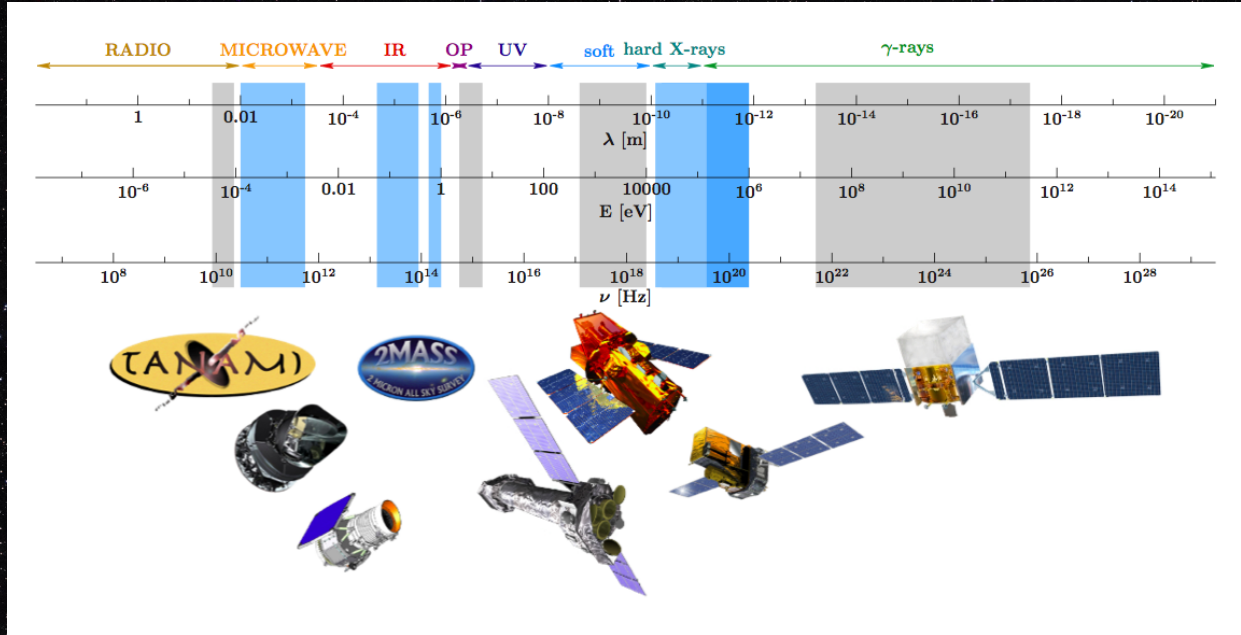 RADIO MICROWAVE IR OP UV soft hard X-rays γ-rays
1 0.01 10⁻⁴ 10⁻⁶ 10⁻⁸ 10⁻¹⁰ 10⁻¹² 10⁻¹⁴ 10⁻¹⁶ 10⁻¹⁸ 10⁻²⁰
λ [m]
10⁻⁶ 10⁻⁴ 0.01 1 100 10000 10⁶ 10⁸ 10¹⁰ 10¹² 10¹⁴
E [eV]
10⁸ 10¹⁰ 10¹² 10¹⁴ 10¹⁶ 10¹⁸ 10²⁰ 10²² 10²⁴ 10²⁶ 10²⁸
ν [Hz]
TANAMI
2MASS
2 MICRON ALL SKY SURVEY